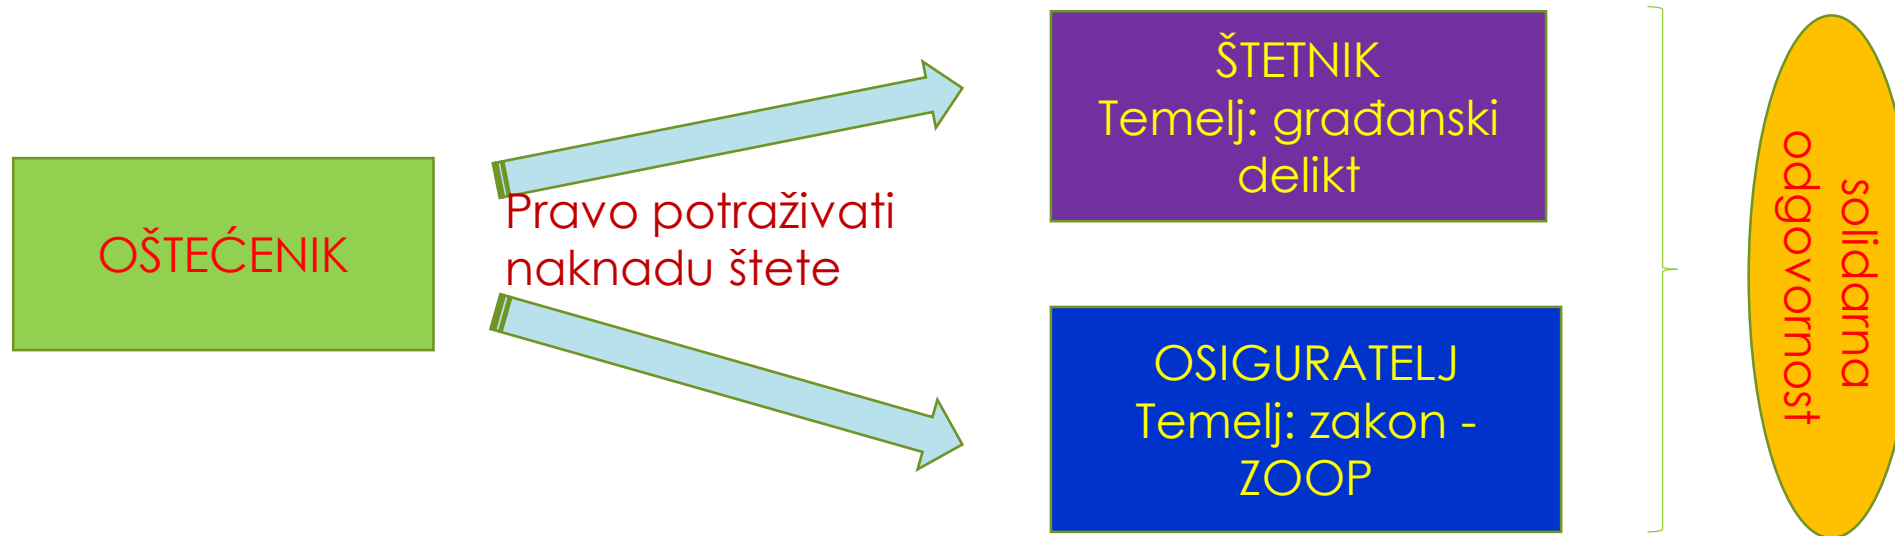 OŠTEĆENIK
Pravo potraživati
naknadu štete
ŠTETNIK
Temelj: građanski
delikt
OSIGURATELJ
Temelj: zakon -
ZOOP
solidarna
odgovornost